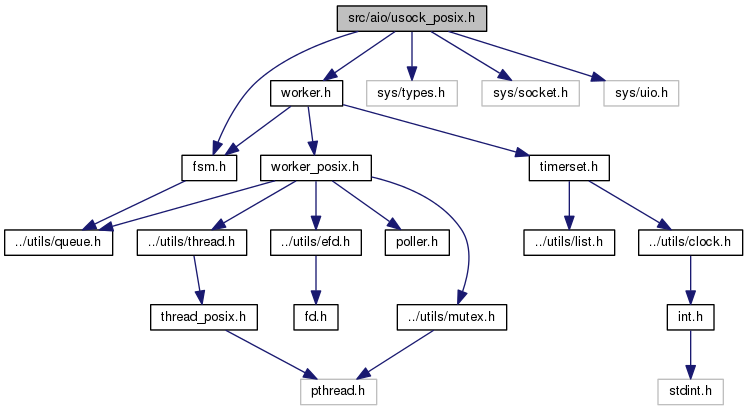 src/aio/usock_posix.h
worker.h
sys/types.h
sys/socket.h
sys/uio.h
fsm.h
worker_posix.h
timerset.h
../utils/queue.h
../utils/thread.h
../utils/efd.h
poller.h
../utils/list.h
../utils/clock.h
thread_posix.h
fd.h
../utils/mutex.h
int.h
pthread.h
stdint.h